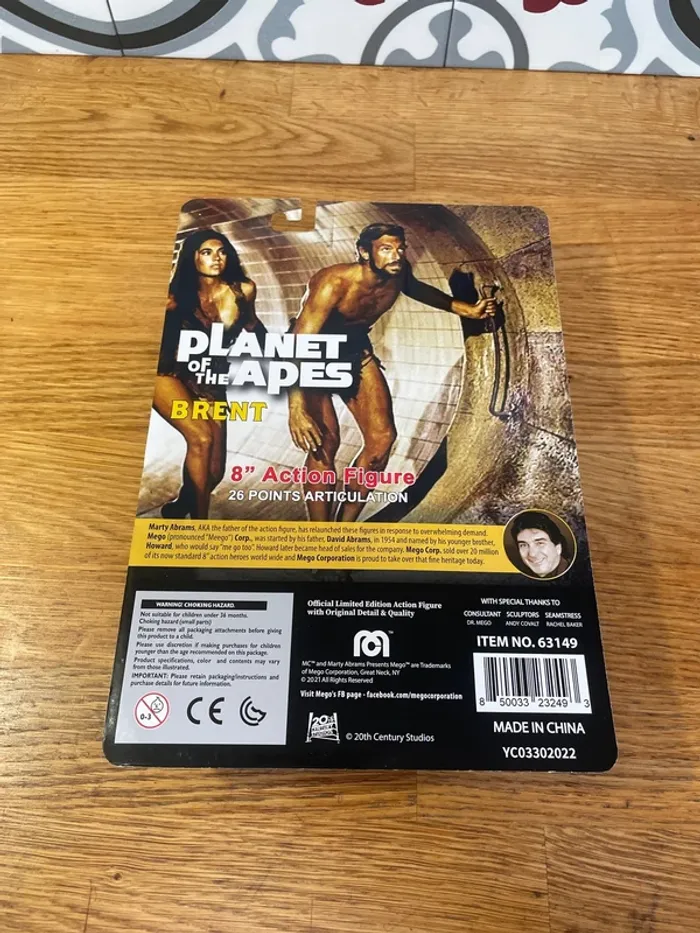 PLANET
OF THE APES
BRENT
8" Action Figure
26 POINTS ARTICULATION
Marty Abrams, AKA the father of the action figure, has relaunched these figures in response to overwhelming demand.
Mego (pronounced "Meego") Corp., was started by his father, David Abrams, in 1954 and named by his younger brother,
Howard, who would say "me go too". Howard later became head of sales for the company. Mego Corp. sold over 20 million
of its now standard 8" action heroes world wide and Mego Corporation is proud to take over that fine heritage today.
WARNING! CHOKING HAZARD.
Not suitable for children under 36 months.
Choking hazard (small parts)
Please remove all packaging attachments before giving
this product to a child.
Please use discretion if making purchases for children
younger than the age recommended on this package.
Product specifications, color and contents may vary
from those illustrated.
IMPORTANT: Please retain packaging/instructions and
purchase details for future information.
0-3
CE
Official Limited Edition Action Figure
with Original Detail & Quality
TM
MC™ and Marty Abrams Presents Mego™ are Trademarks
of Mego Corporation, Great Neck, NY
© 2021 All Rights Reserved
Visit Mego's FB page - facebook.com/megocorporation
20th
© 20th Century Studios
WITH SPECIAL THANKS TO
CONSULTANT SCULPTORS SEAMSTRESS
DR. MEGO ANDY COVALT RACHEL BAKER
ITEM NO. 63149
8 50033 23249 3
MADE IN CHINA
YC03302022